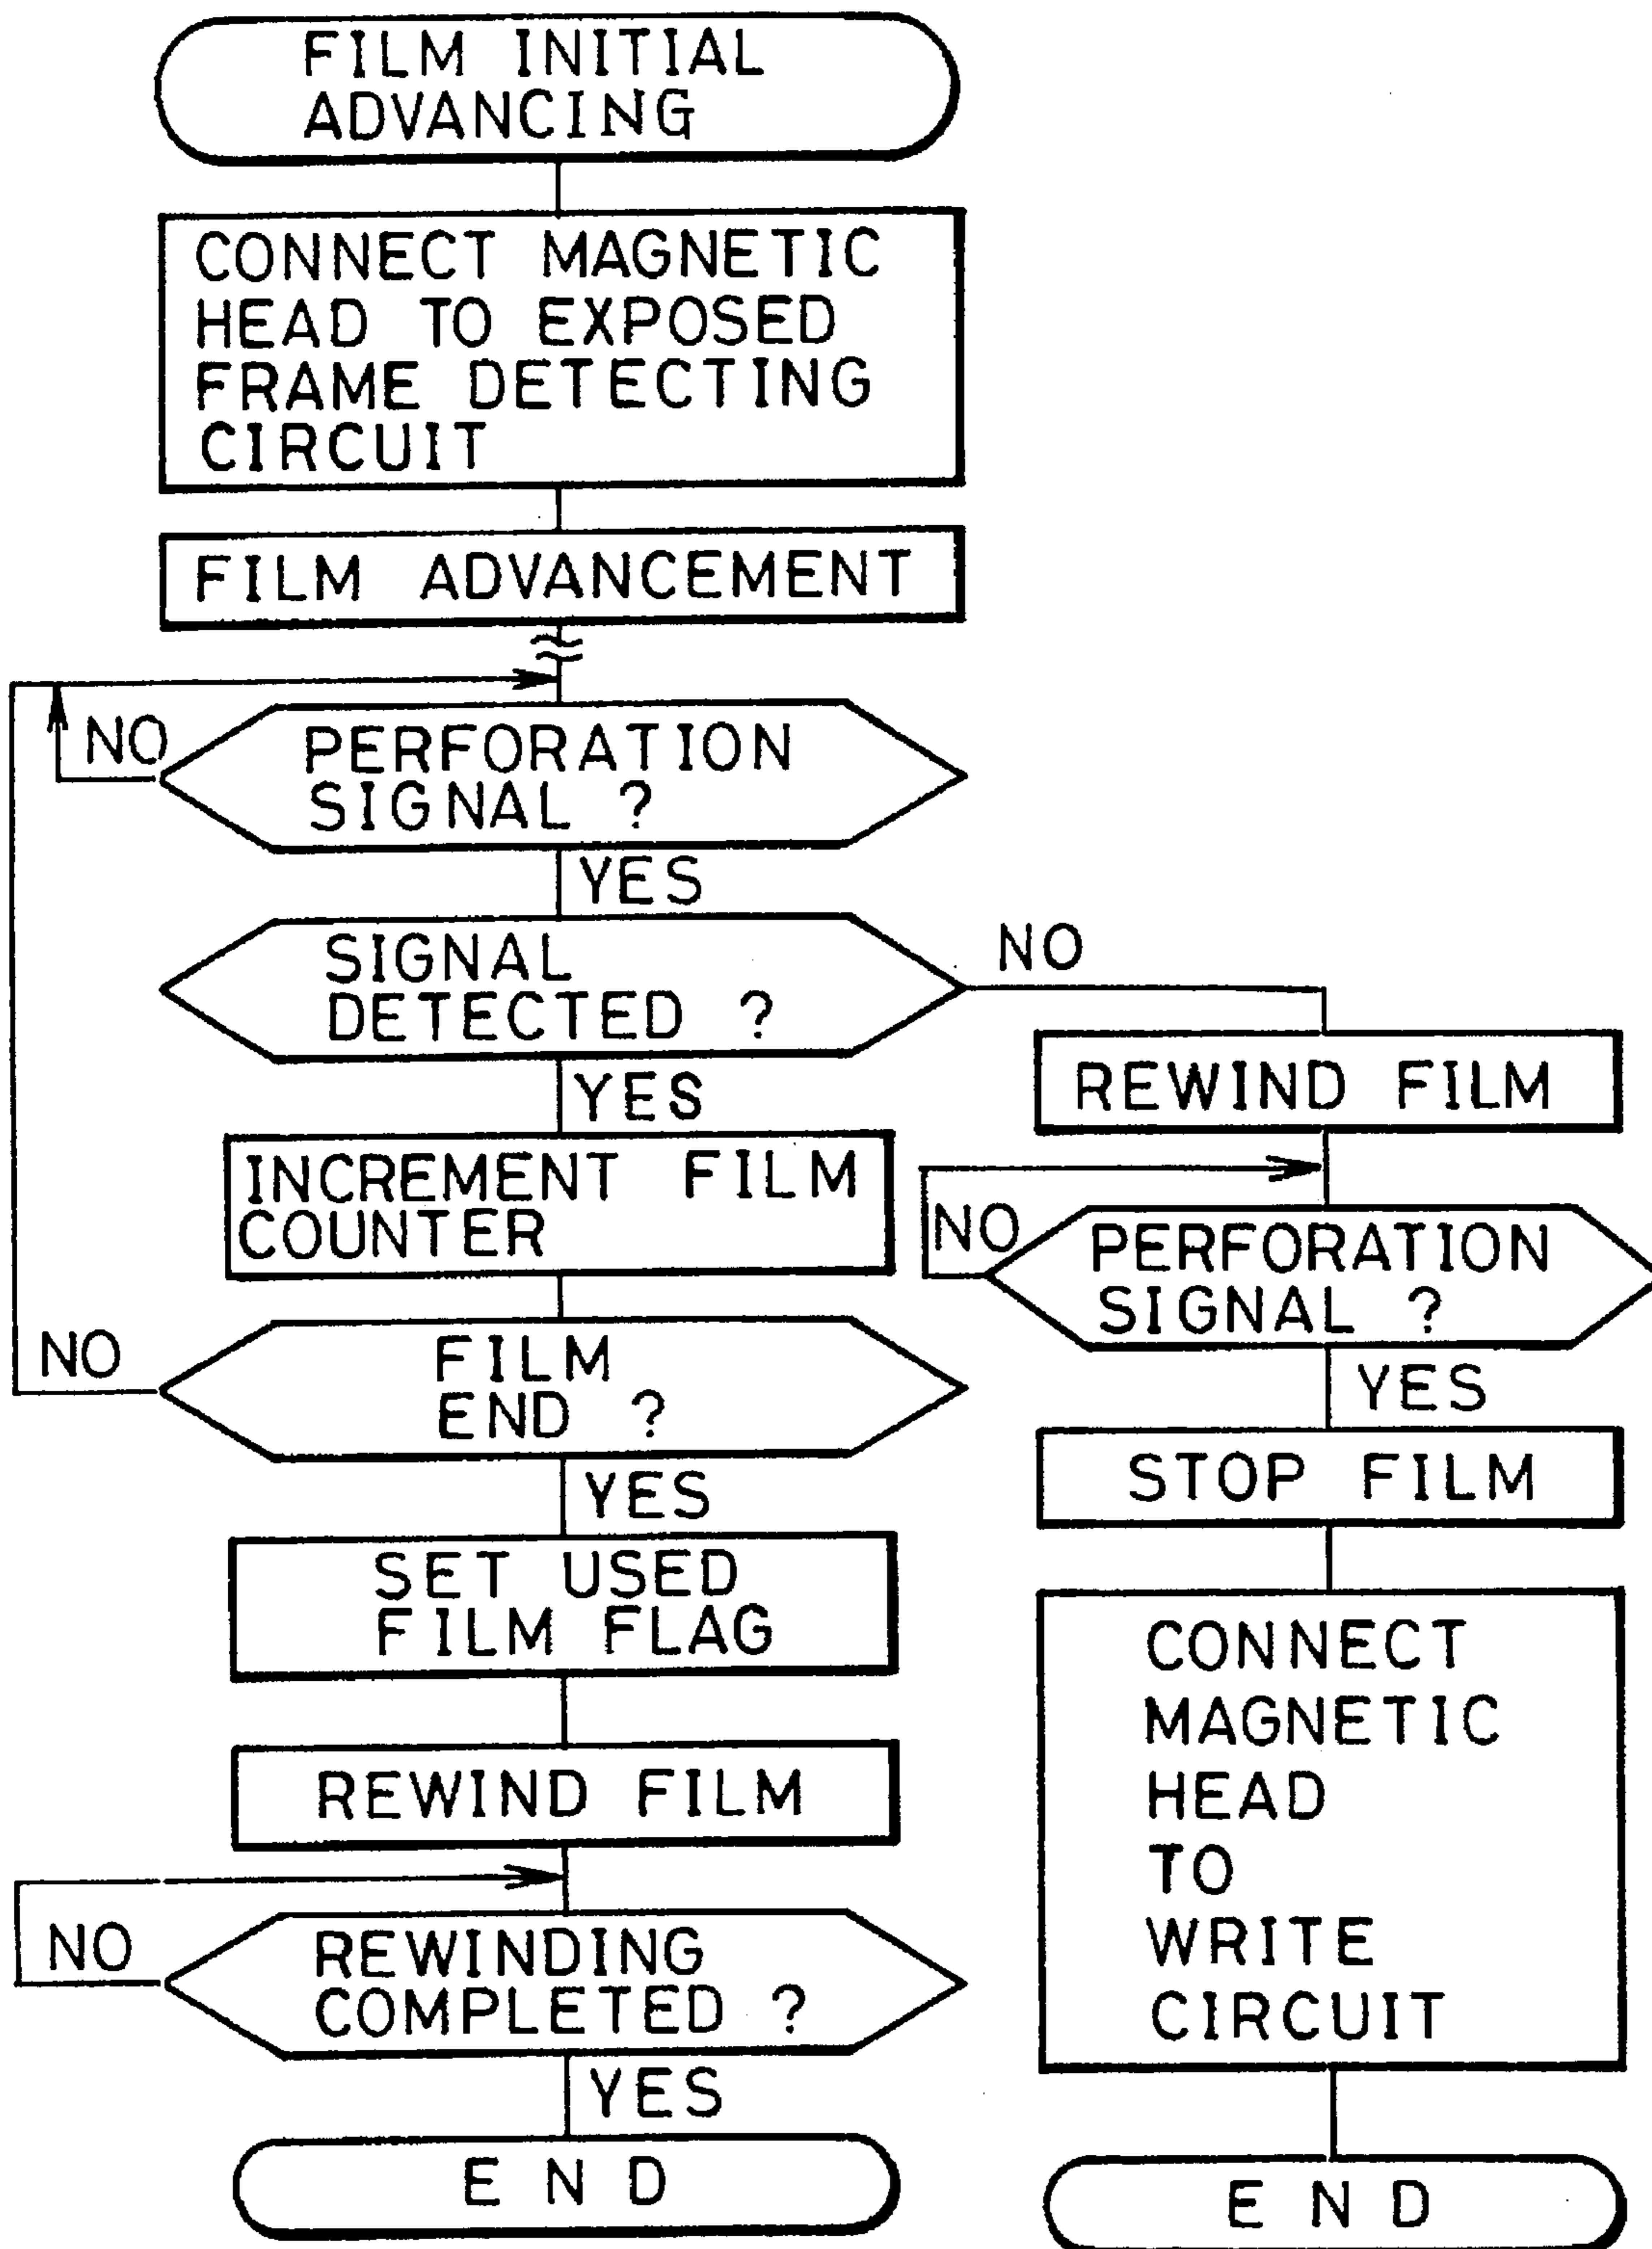 FILM INITIAL
ADVANCING
CONNECT MAGNETIC
HEAD TO EXPOSED
FRAME DETECTING
CIRCUIT
FILM ADVANCEMENT
NO
PERFORATION
SIGNAL ?
YES
SIGNAL
DETECTED ?
NO
YES
INCREMENT FILM
COUNTER
NO
FILM
END ?
YES
SET USED
FILM FLAG
REWIND FILM
NO
REWINDING
COMPLETED ?
YES
END
REWIND FILM
NO
PERFORATION
SIGNAL ?
YES
STOP FILM
CONNECT
MAGNETIC
HEAD
TO
WRITE
CIRCUIT
END